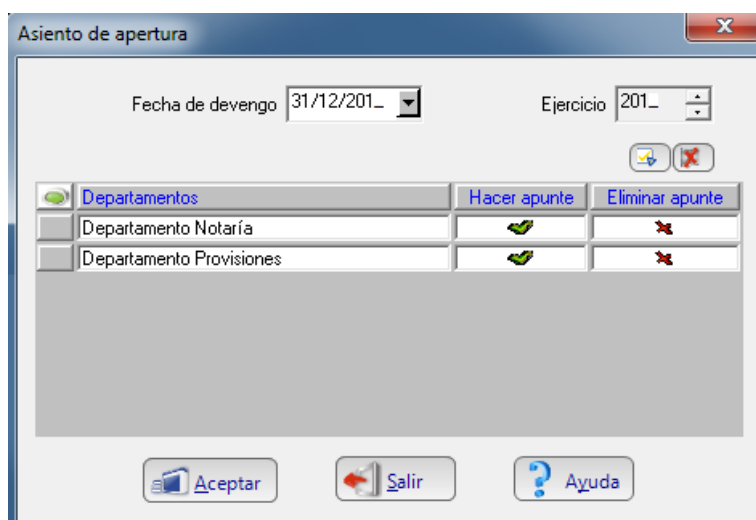 Asiento de apertura
Fecha de devengo 31/12/201_ Ejercicio 201_
Departamentos Hacer apunte Eliminar apunte
Departamento Notaría
Departamento Provisiones
Aceptar Salir Ayuda